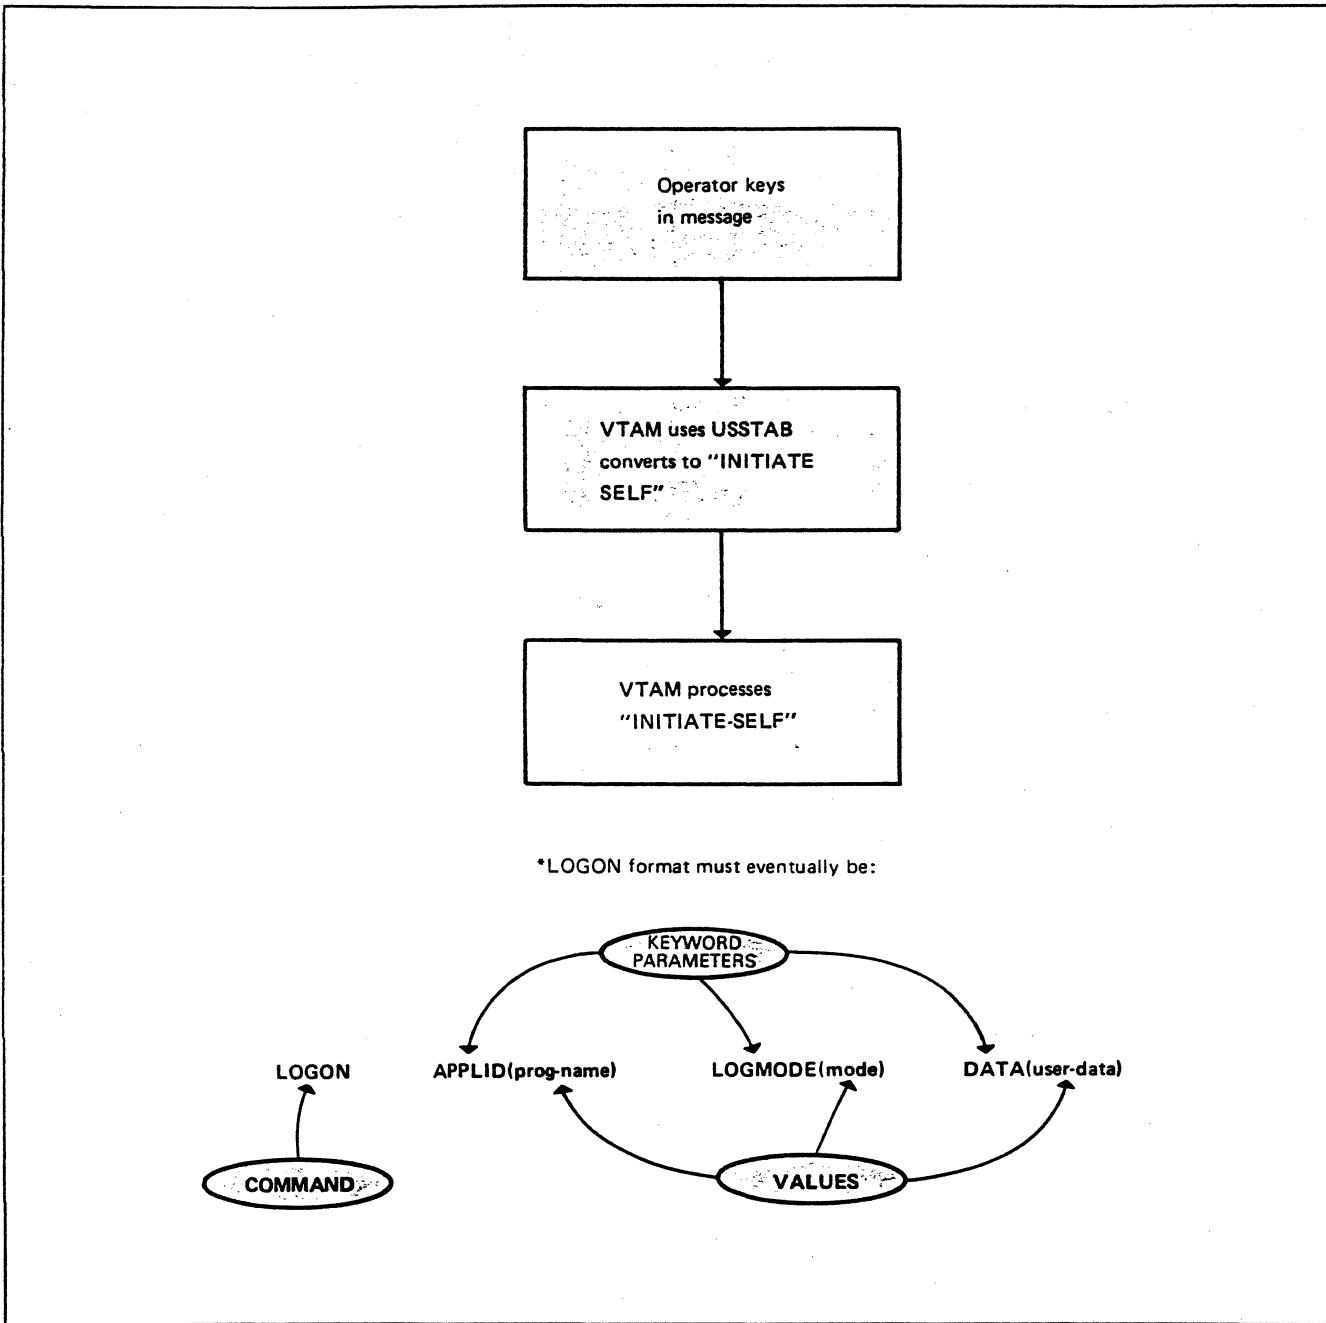 Operator keys
in message
VTAM uses USSTAB
converts to "INITIATE
SELF"
VTAM processes
"INITIATE-SELF"
*LOGON format must eventually be:
KEYWORD
PARAMETERS
LOGON APPLID(prog-name) LOGMODE(mode) DATA(user-data)
COMMAND VALUES